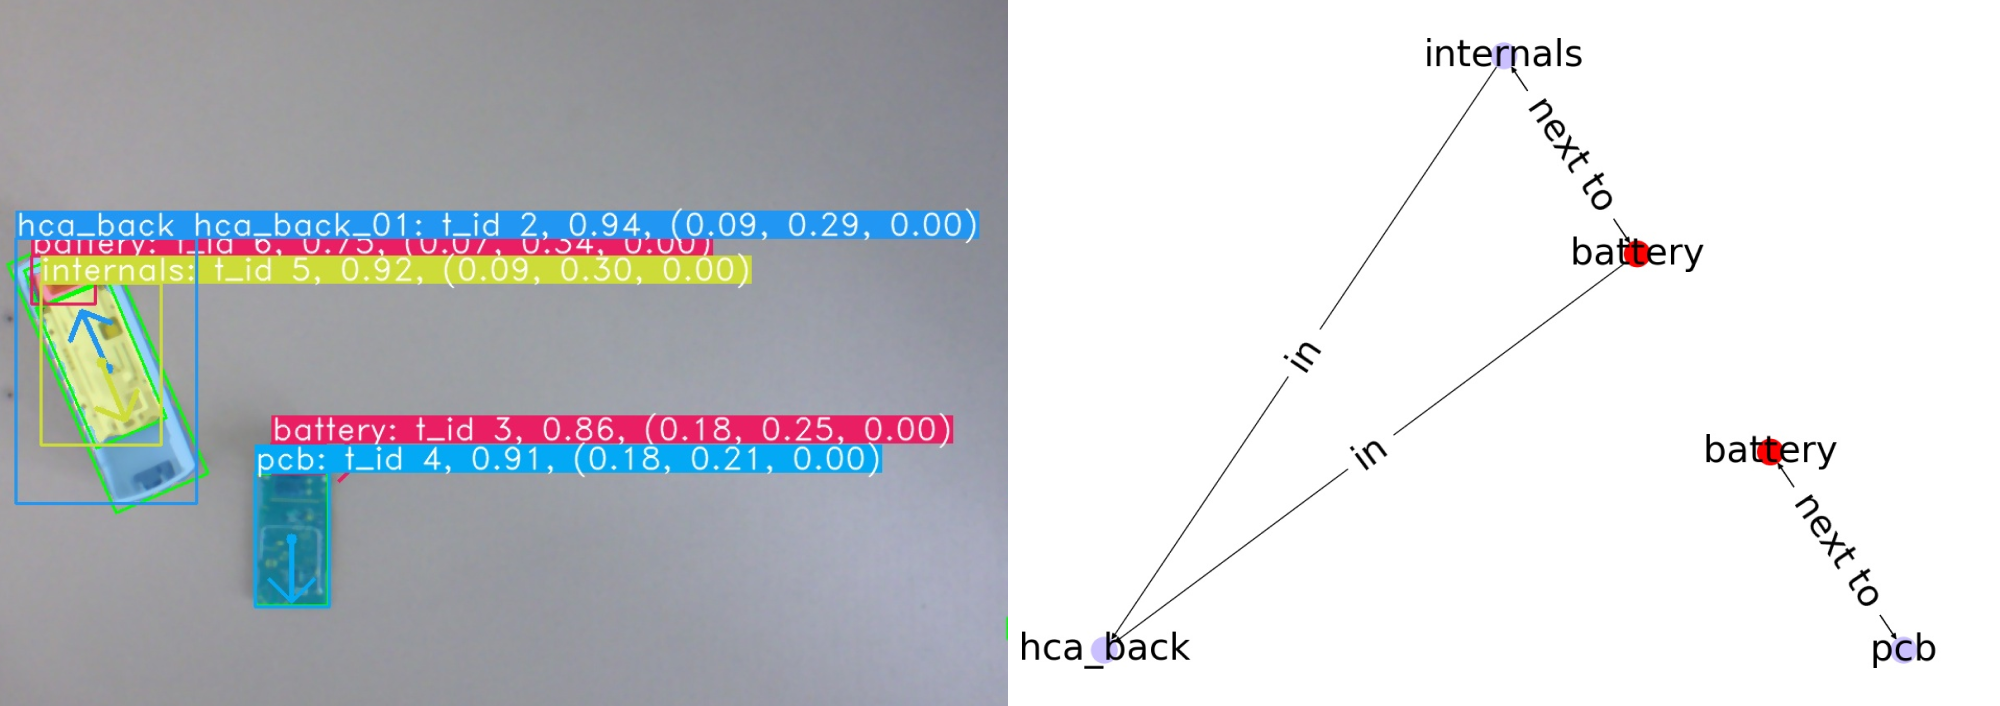 hca_back hca_back_01: t_id 2, 0.94, (0.09, 0.29, 0.00)
battery: t_id 6, 0.75, (0.07, 0.34, 0.00)
internals: t_id 5, 0.92, (0.09, 0.30, 0.00)
battery: t_id 3, 0.86, (0.18, 0.25, 0.00)
pcb: t_id 4, 0.91, (0.18, 0.21, 0.00)
internals
next to
battery
in
in
battery
next to
hca_back
pcb